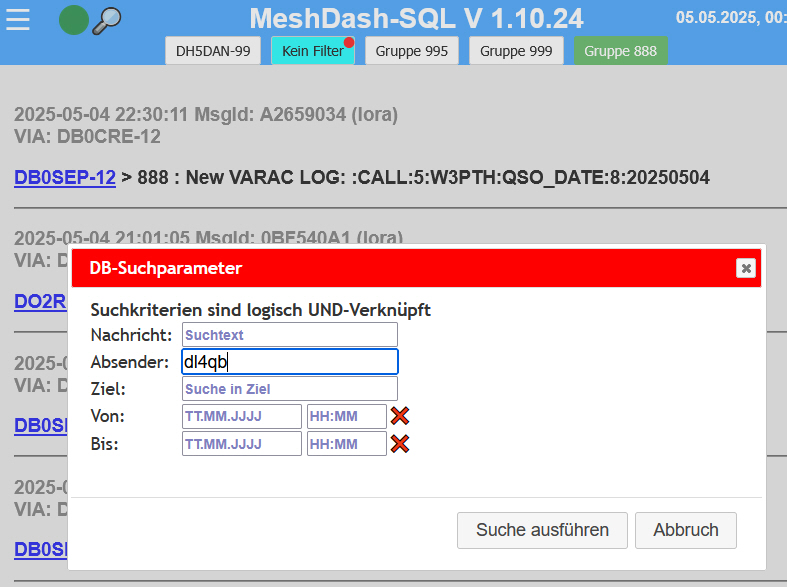 MeshDash-SQL V 1.10.24
05.05.2025, 00:
DH5DAN-99 Kein Filter Gruppe 995 Gruppe 999 Gruppe 888
2025-05-04 22:30:11 MsgId: A2659034 (lora)
VIA: DB0CRE-12
DB0SEP-12 > 888 : New VARAC LOG: :CALL:5:W3PTH:QSO_DATE:8:20250504
2025-05-04 21:01:05 MsgId: 0BF540A1 (lora)
VIA: D
DO2R
2025-0
VIA: D
DB0S
2025-0
VIA: D
DB0S
DB-Suchparameter
Suchkriterien sind logisch UND-Verknüpft
Nachricht: Suchtext
Absender: dl4qb
Ziel: Suche in Ziel
Von: TT.MM.JJJJ HH:MM
Bis: TT.MM.JJJJ HH:MM
Suche ausführen Abbruch